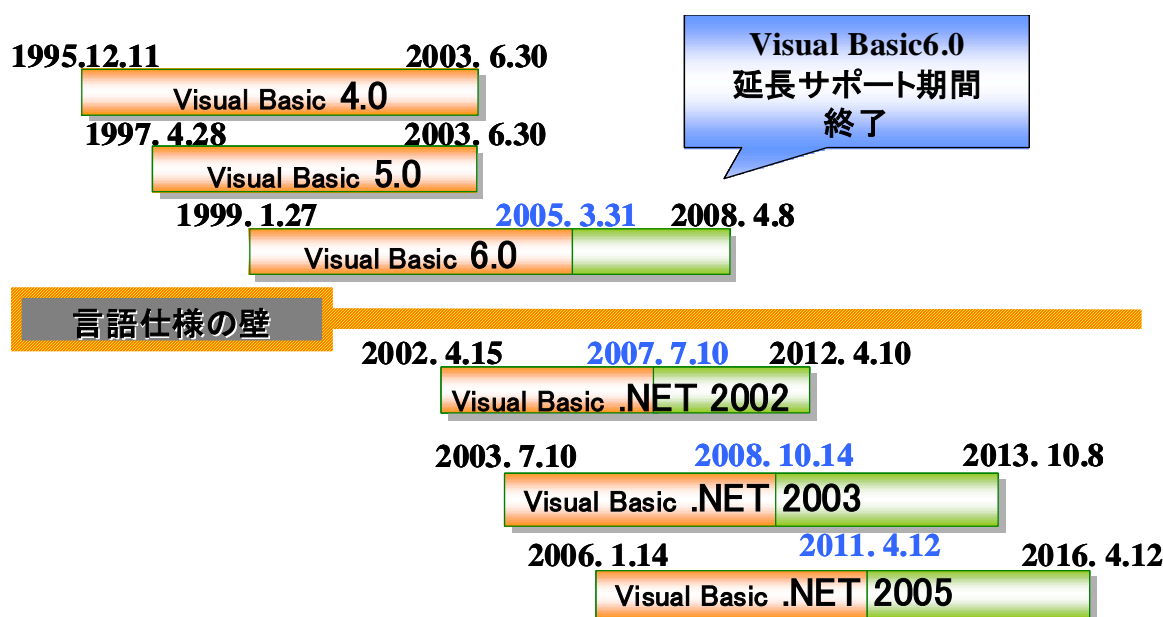 1995.12.11 2003. 6.30
Visual Basic 4.0
1997. 4.28 2003. 6.30
Visual Basic 5.0
1999. 1.27 2005. 3.31 2008. 4.8
Visual Basic 6.0
Visual Basic6.0
延長サポート期間
終了
言語仕様の壁
2002. 4.15 2007. 7.10 2012. 4.10
Visual Basic .NET 2002
2003. 7.10 2008. 10.14 2013. 10.8
Visual Basic .NET 2003
2006. 1.14 2011. 4.12 2016. 4.12
Visual Basic .NET 2005